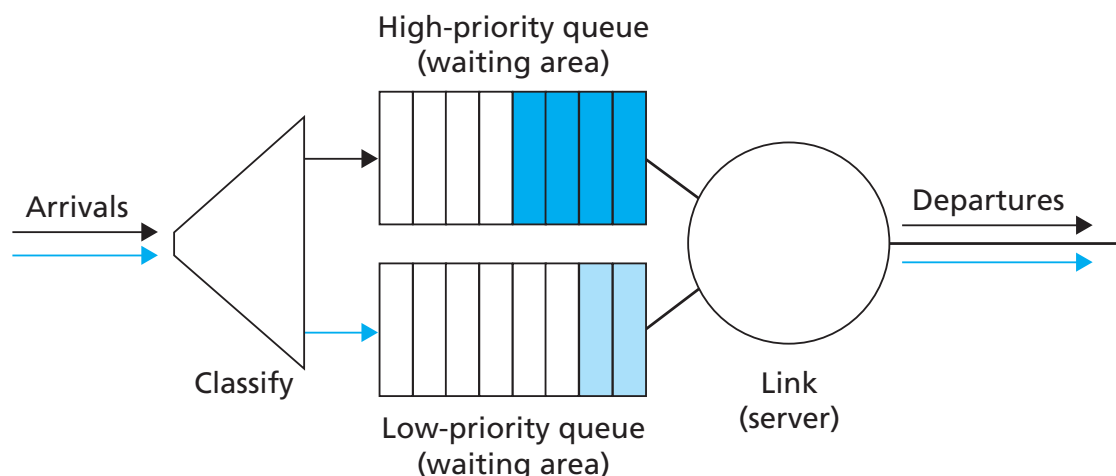 High-priority queue
(waiting area)
Arrivals
Departures
Classify
Link
(server)
Low-priority queue
(waiting area)